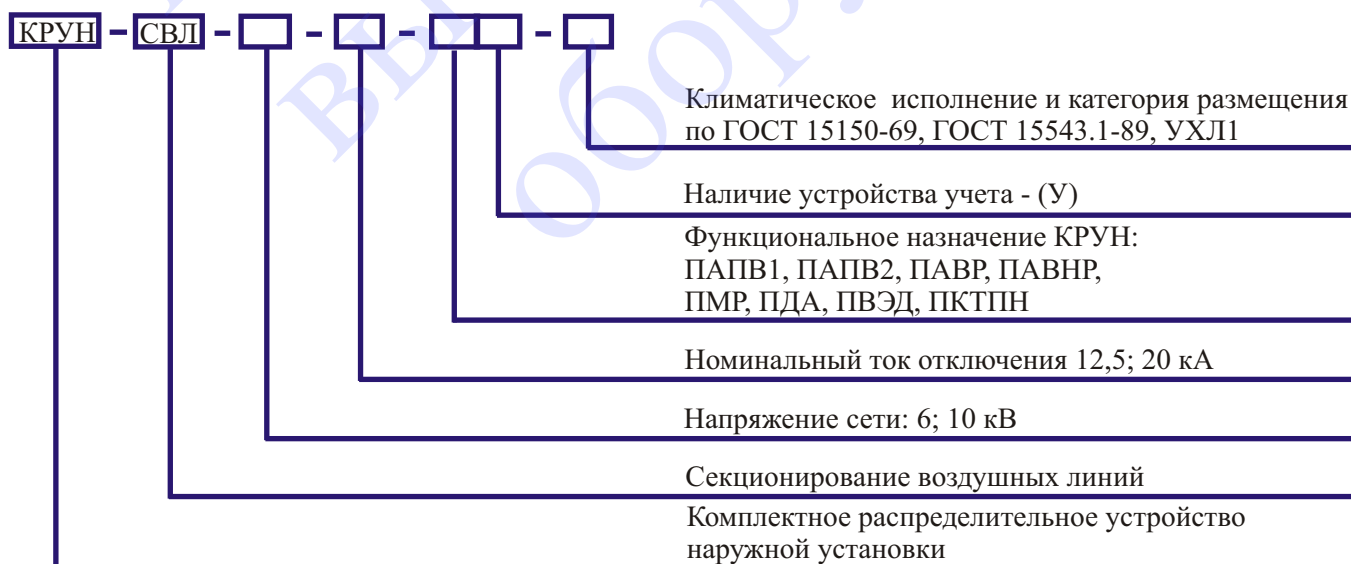 КРУН - СВЛ - - - -
Климатическое исполнение и категория размещения
по ГОСТ 15150-69, ГОСТ 15543.1-89, УХЛ1
Наличие устройства учета - (У)
Функциональное назначение КРУН:
ПАПВ1, ПАПВ2, ПАВР, ПАВНР,
ПМР, ПДА, ПВЭД, ПКТПН
Номинальный ток отключения 12,5; 20 кА
Напряжение сети: 6; 10 кВ
Секционирование воздушных линий
Комплектное распределительное устройство
наружной установки